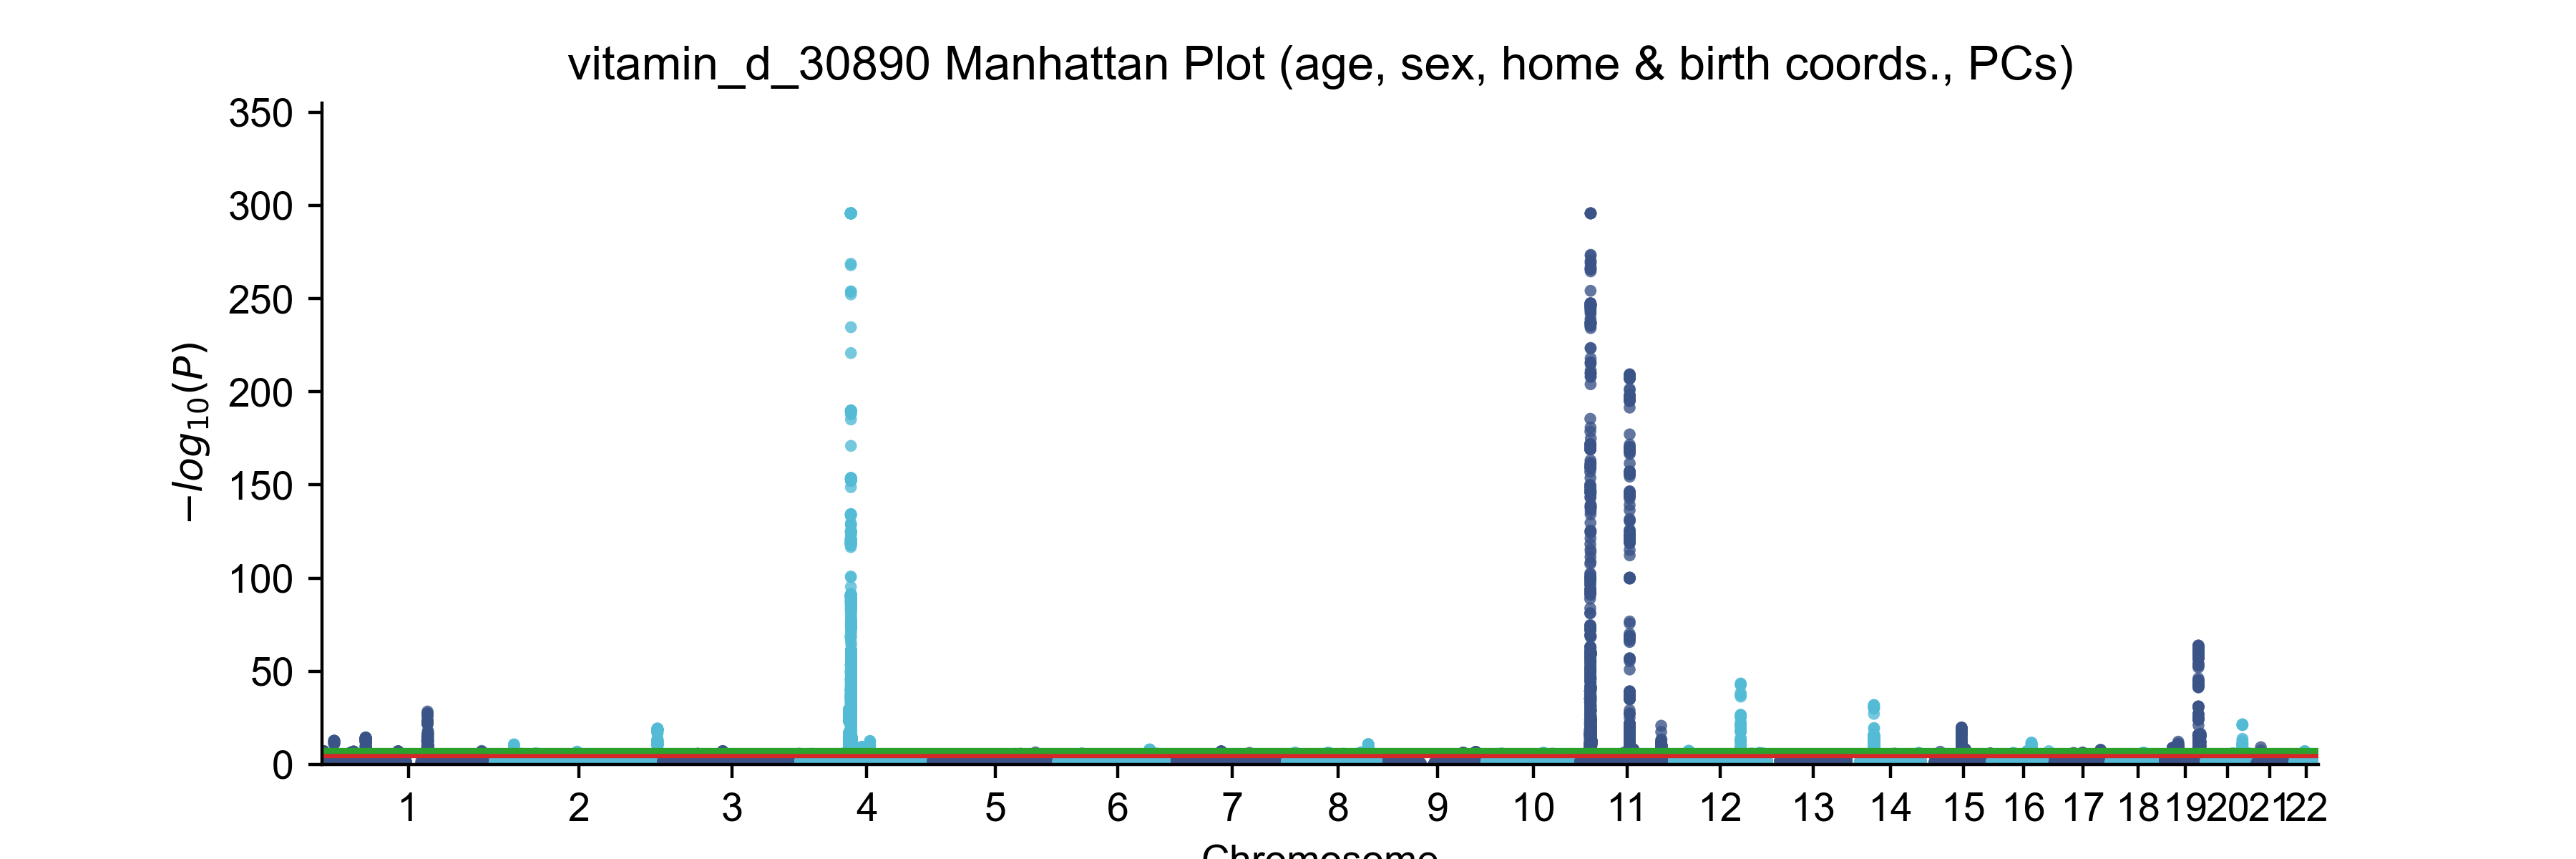 vitamin_d_30890 Manhattan Plot (age, sex, home & birth coords., PCs)
350
300
250
200
150
100
50
0
−log10(P)
1 2 3 4 5 6 7 8 9 10 11 12 13 14 15 16 17 18 19 20 21 22
Chromosome